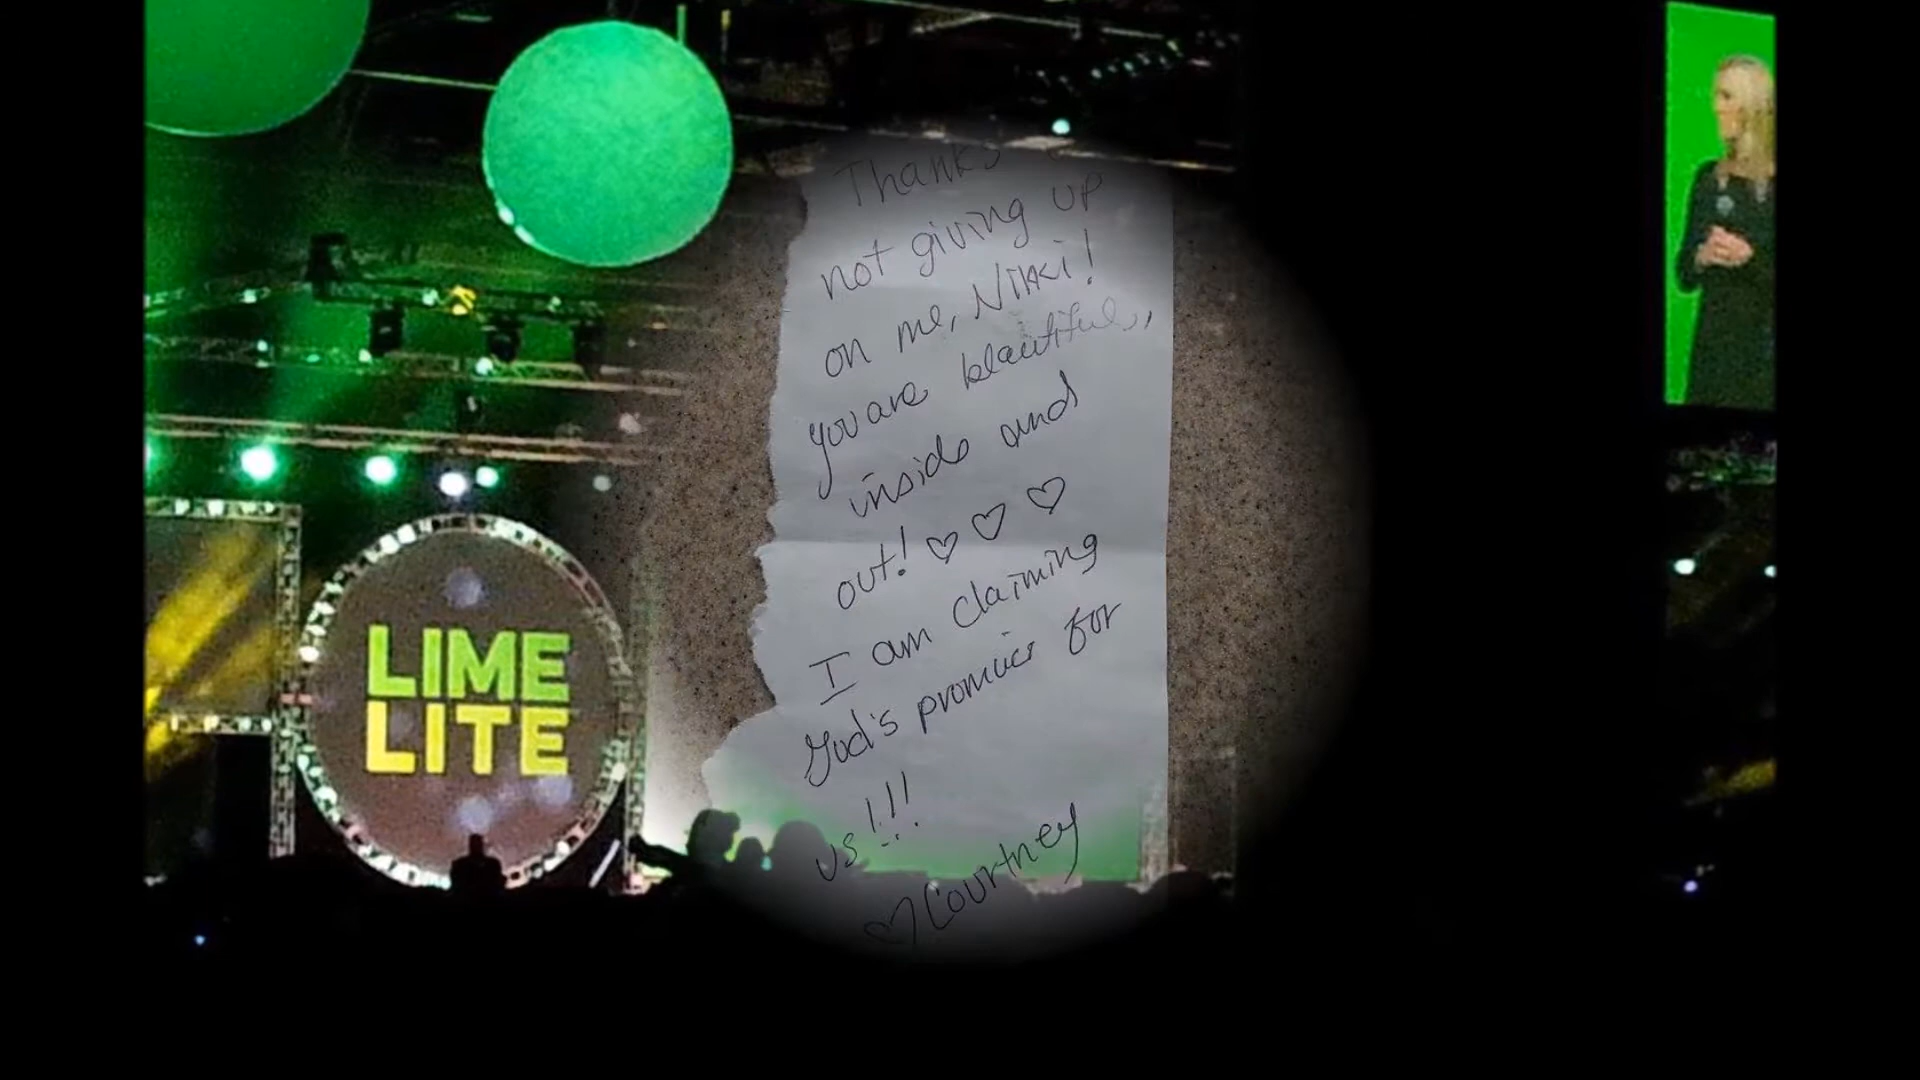 LIME
LITE
Thanks
not giving up
on me, Nikki!
you are beautiful,
inside and
out! ♡ ♡ ♡
I am claiming
God's promises for
us!!!
♡ Courtney